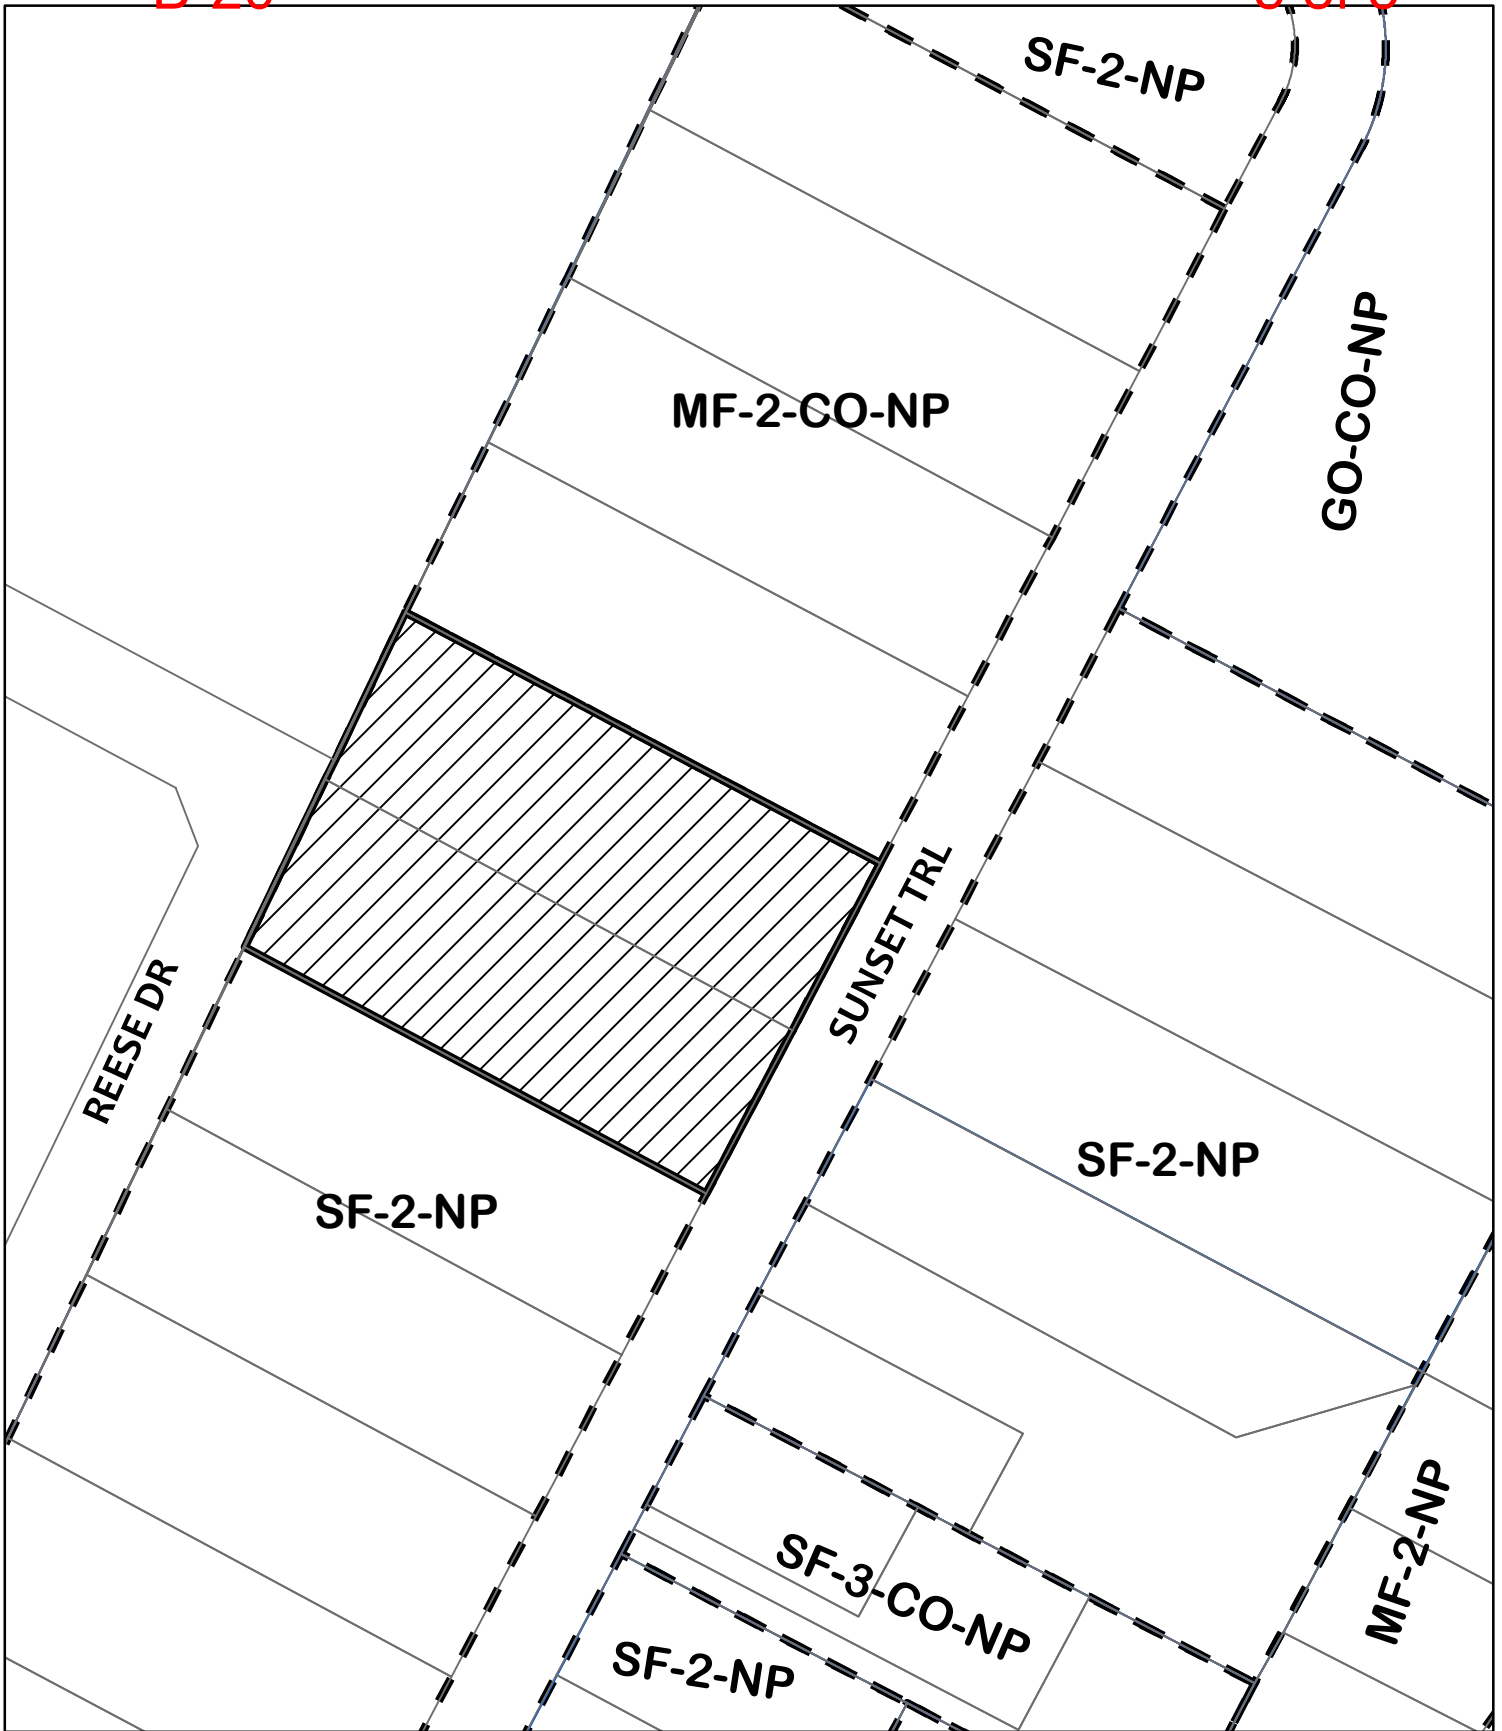 SF-2-NP
GO-CO-NP
MF-2-CO-NP
SUNSET TRL
REESE DR
SF-2-NP
SF-2-NP
MF-2-NP
SF-3-CO-NP
SF-2-NP